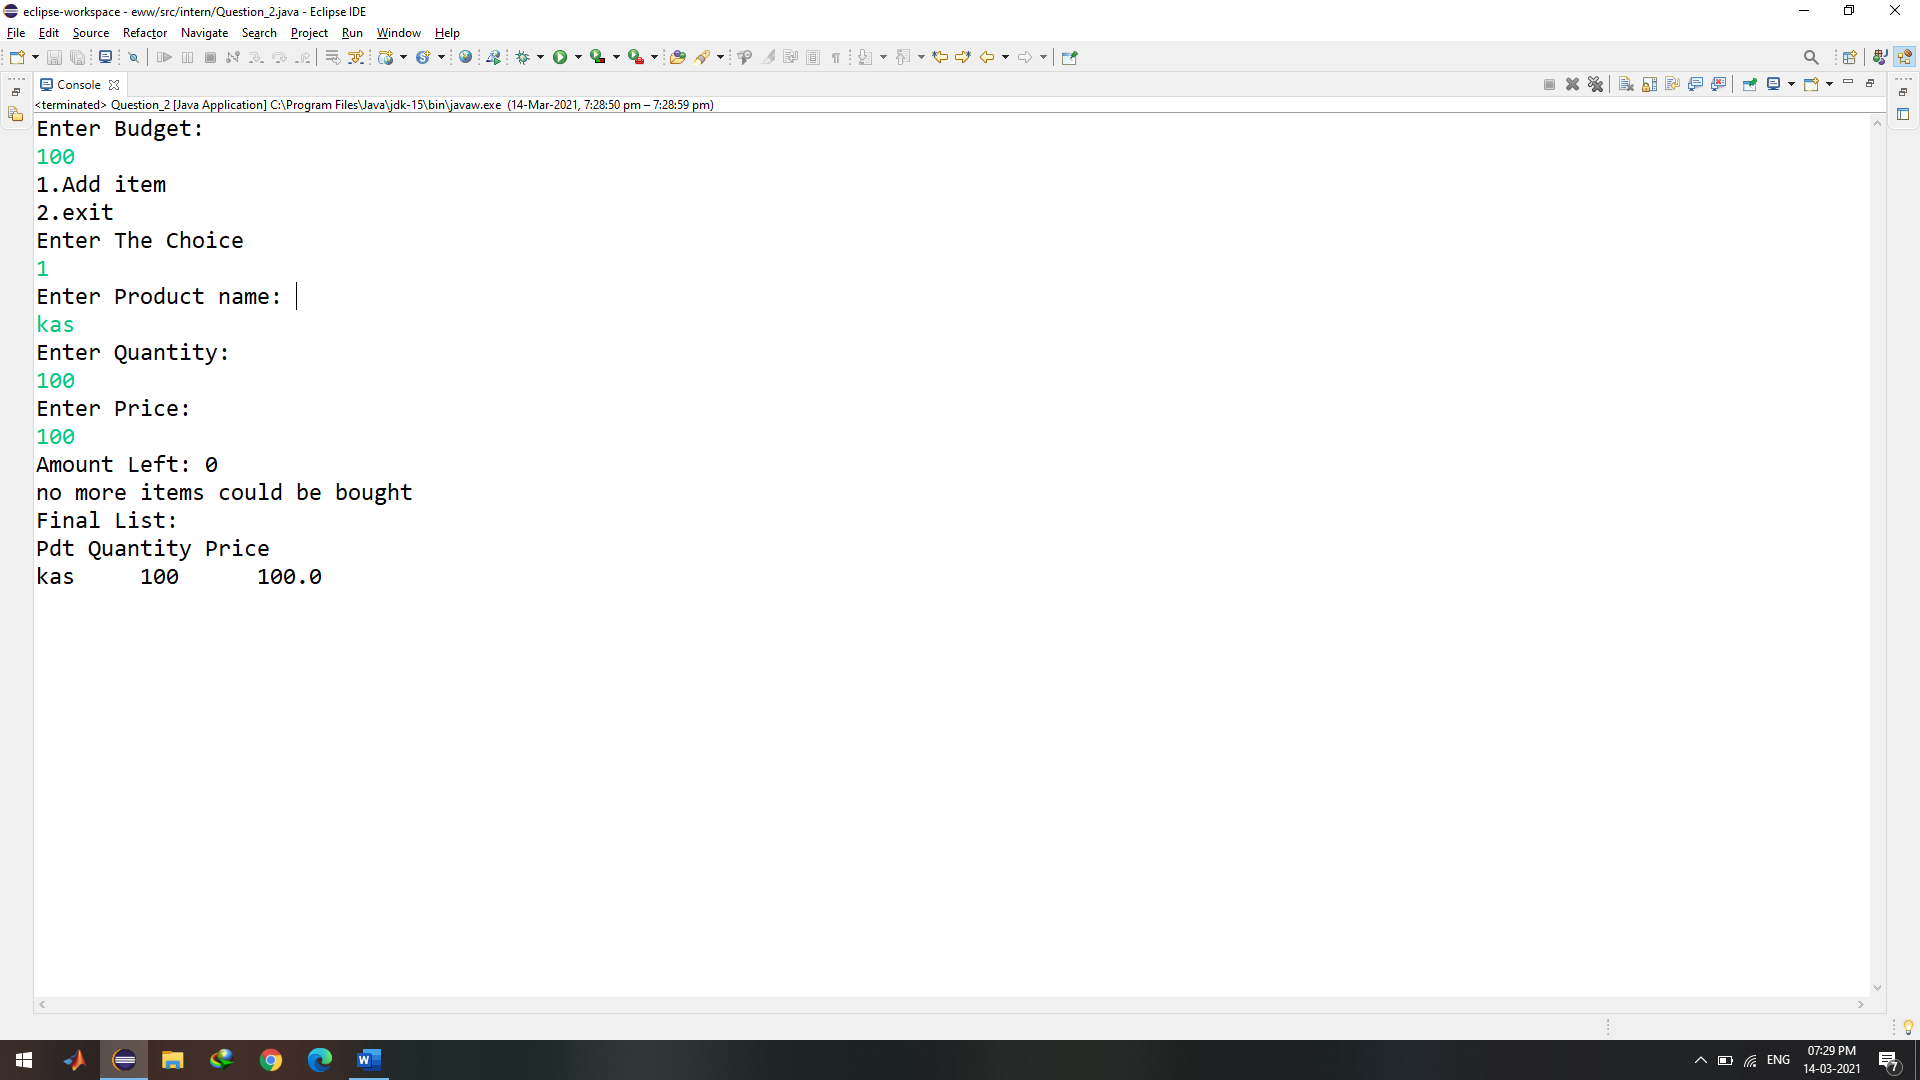 eclipse-workspace - eww/src/intern/Question_2.java - Eclipse IDE
File Edit Source Refactor Navigate Search Project Run Window Help
Console
<terminated> Question_2 [Java Application] C:\Program Files\Java\jdk-15\bin\javaw.exe (14-Mar-2021, 7:28:50 pm – 7:28:59 pm)
Enter Budget:
100
1.Add item
2.exit
Enter The Choice
1
Enter Product name:
kas
Enter Quantity:
100
Enter Price:
100
Amount Left: 0
no more items could be bought
Final List:
Pdt Quantity Price
kas     100      100.0
ENG
07:29 PM
14-03-2021
7